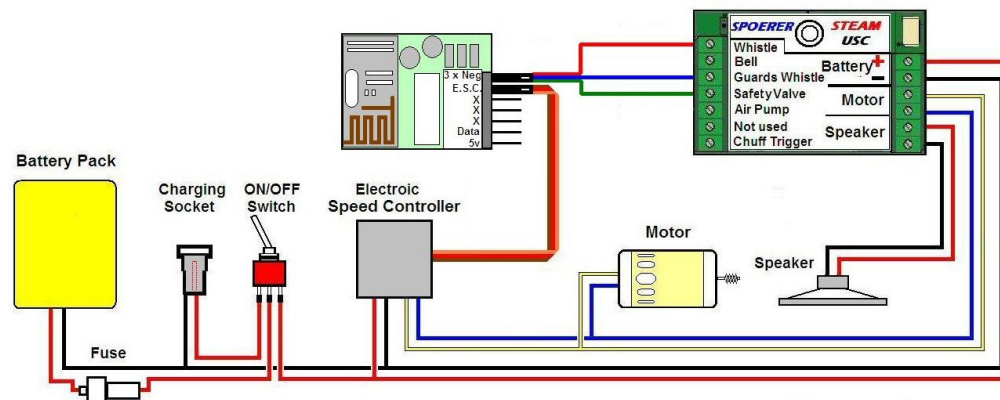 SPOERER STEAM
USC
Whistle
Bell
Guards Whistle
Safety Valve
Air Pump
Not used
Chuff Trigger
Battery + -
Motor
Speaker
3 x Neg
E.S.C.
X
X
X
Data
5v
Battery Pack
Charging
Socket
ON/OFF
Switch
Electroic
Speed Controller
Motor
Speaker
Fuse